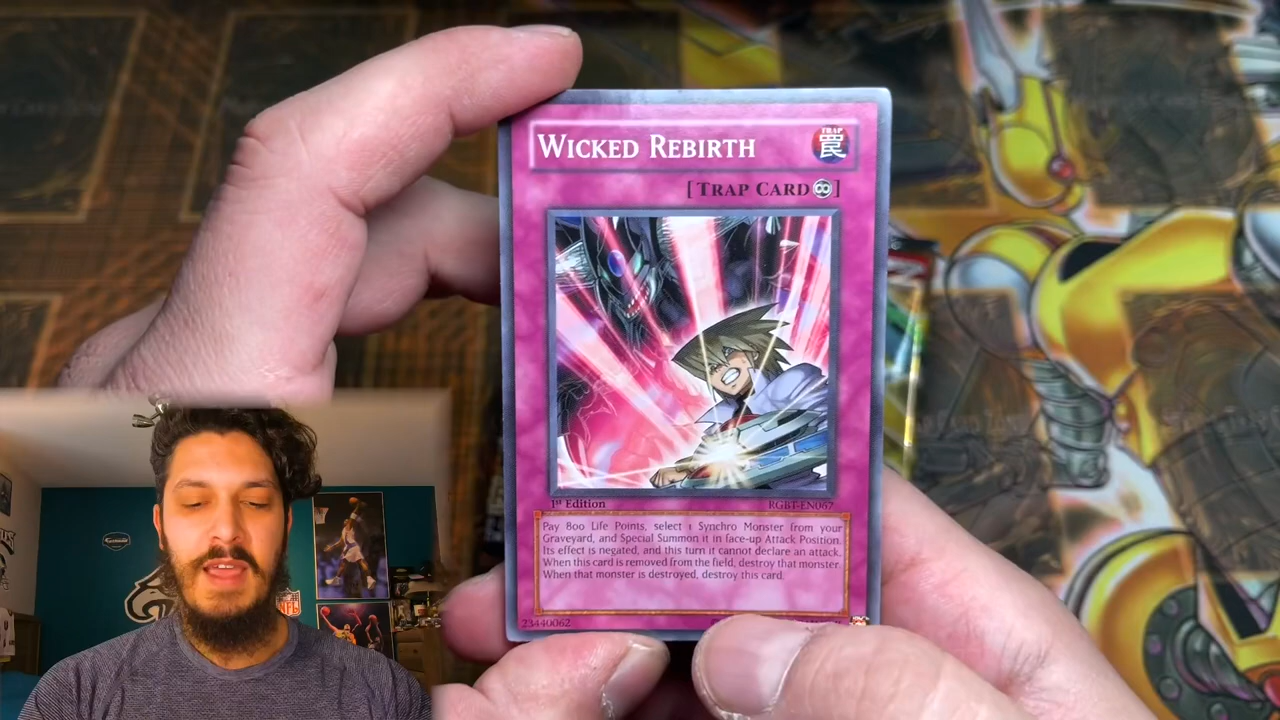 WICKED REBIRTH
TRAP
罠
[TRAP CARD]
1st Edition
RGBT-EN067
Pay 800 Life Points, select 1 Synchro Monster from your
Graveyard, and Special Summon it in face-up Attack Position.
Its effect is negated, and this turn it cannot declare an attack.
When this card is removed from the field, destroy that monster.
When that monster is destroyed, destroy this card.
23440062
NFL